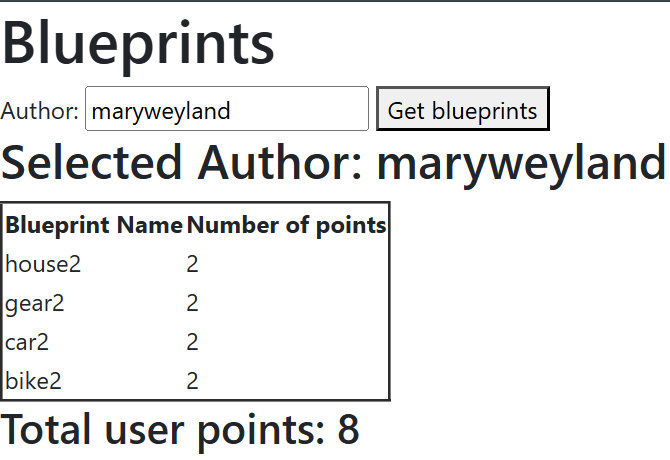 Blueprints
Author: maryweyland Get blueprints
Selected Author: maryweyland
Blueprint Name Number of points
house2 2
gear2 2
car2 2
bike2 2
Total user points: 8